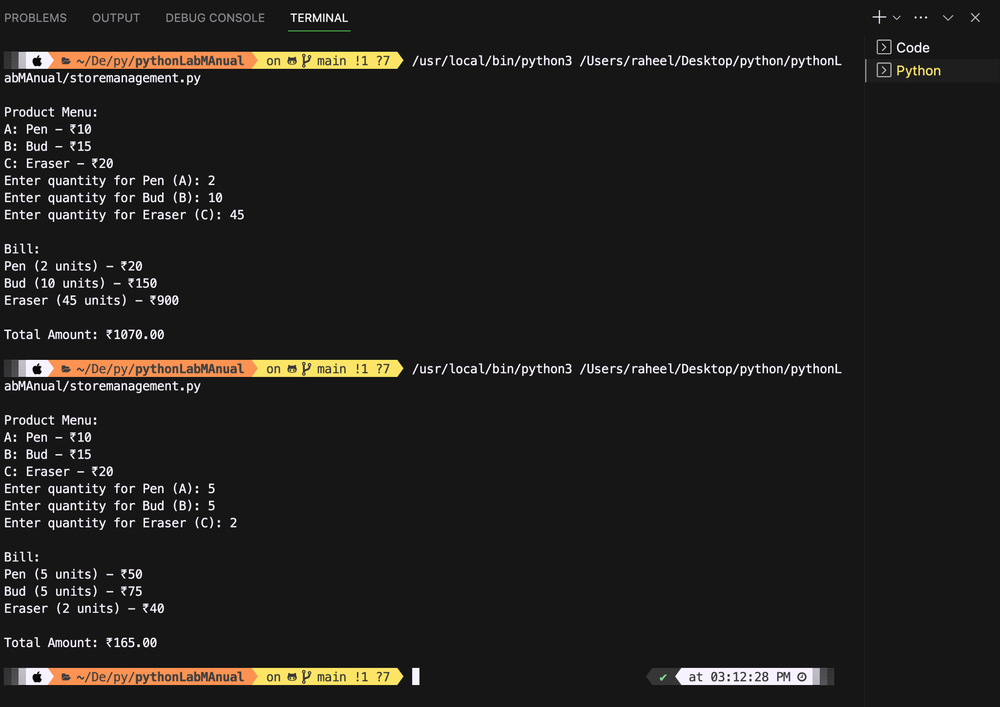 PROBLEMS OUTPUT DEBUG CONSOLE TERMINAL
Code
Python
~/De/py/pythonLabMAnual on main !1 ?7 /usr/local/bin/python3 /Users/raheel/Desktop/python/pythonL
abMAnual/storemanagement.py
Product Menu:
A: Pen – ₹10
B: Bud – ₹15
C: Eraser – ₹20
Enter quantity for Pen (A): 2
Enter quantity for Bud (B): 10
Enter quantity for Eraser (C): 45
Bill:
Pen (2 units) – ₹20
Bud (10 units) – ₹150
Eraser (45 units) – ₹900
Total Amount: ₹1070.00
~/De/py/pythonLabMAnual on main !1 ?7 /usr/local/bin/python3 /Users/raheel/Desktop/python/pythonL
abMAnual/storemanagement.py
Product Menu:
A: Pen – ₹10
B: Bud – ₹15
C: Eraser – ₹20
Enter quantity for Pen (A): 5
Enter quantity for Bud (B): 5
Enter quantity for Eraser (C): 2
Bill:
Pen (5 units) – ₹50
Bud (5 units) – ₹75
Eraser (2 units) – ₹40
Total Amount: ₹165.00
~/De/py/pythonLabMAnual on main !1 ?7 ✔ at 03:12:28 PM